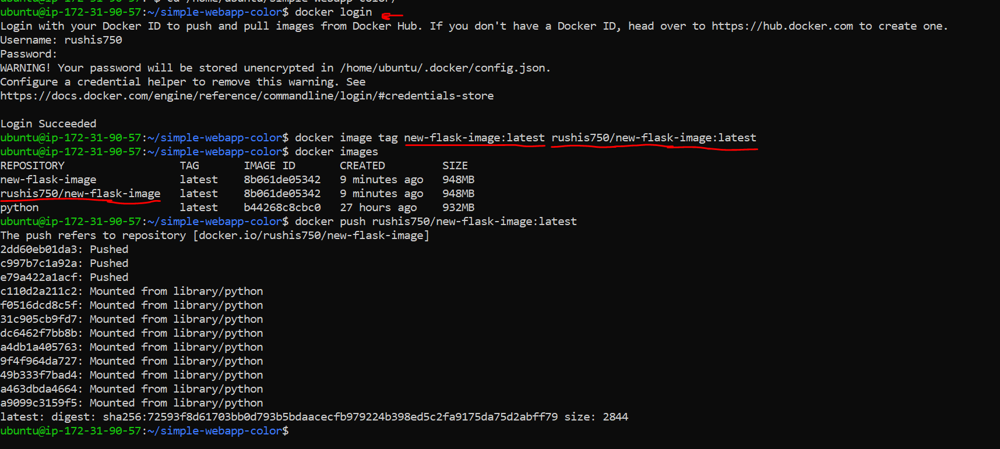 ubuntu@ip-172-31-90-57:~$ cd /home/ubuntu/simple-webapp-color/
ubuntu@ip-172-31-90-57:~/simple-webapp-color$ docker login
Login with your Docker ID to push and pull images from Docker Hub. If you don't have a Docker ID, head over to https://hub.docker.com to create one.
Username: rushis750
Password:
WARNING! Your password will be stored unencrypted in /home/ubuntu/.docker/config.json.
Configure a credential helper to remove this warning. See
https://docs.docker.com/engine/reference/commandline/login/#credentials-store
Login Succeeded
ubuntu@ip-172-31-90-57:~/simple-webapp-color$ docker image tag new-flask-image:latest rushis750/new-flask-image:latest
ubuntu@ip-172-31-90-57:~/simple-webapp-color$ docker images
REPOSITORY TAG IMAGE ID CREATED SIZE
new-flask-image latest 8b061de05342 9 minutes ago 948MB
rushis750/new-flask-image latest 8b061de05342 9 minutes ago 948MB
python latest b44268c8cbc0 27 hours ago 932MB
ubuntu@ip-172-31-90-57:~/simple-webapp-color$ docker push rushis750/new-flask-image:latest
The push refers to repository [docker.io/rushis750/new-flask-image]
2dd60eb01da3: Pushed
c997b7c1a92a: Pushed
e79a422a1acf: Pushed
c110d2a211c2: Mounted from library/python
f0516dcd8c5f: Mounted from library/python
31c905cb9fd7: Mounted from library/python
dc6462f7bb8b: Mounted from library/python
a4db1a405763: Mounted from library/python
9f4f964da727: Mounted from library/python
49b333f7bad4: Mounted from library/python
a463dbda4664: Mounted from library/python
a9099c3159f5: Mounted from library/python
latest: digest: sha256:72593f8d61703bb0d793b5bdaacecfb979224b398ed5c2fa9175da75d2abff79 size: 2844
ubuntu@ip-172-31-90-57:~/simple-webapp-color$